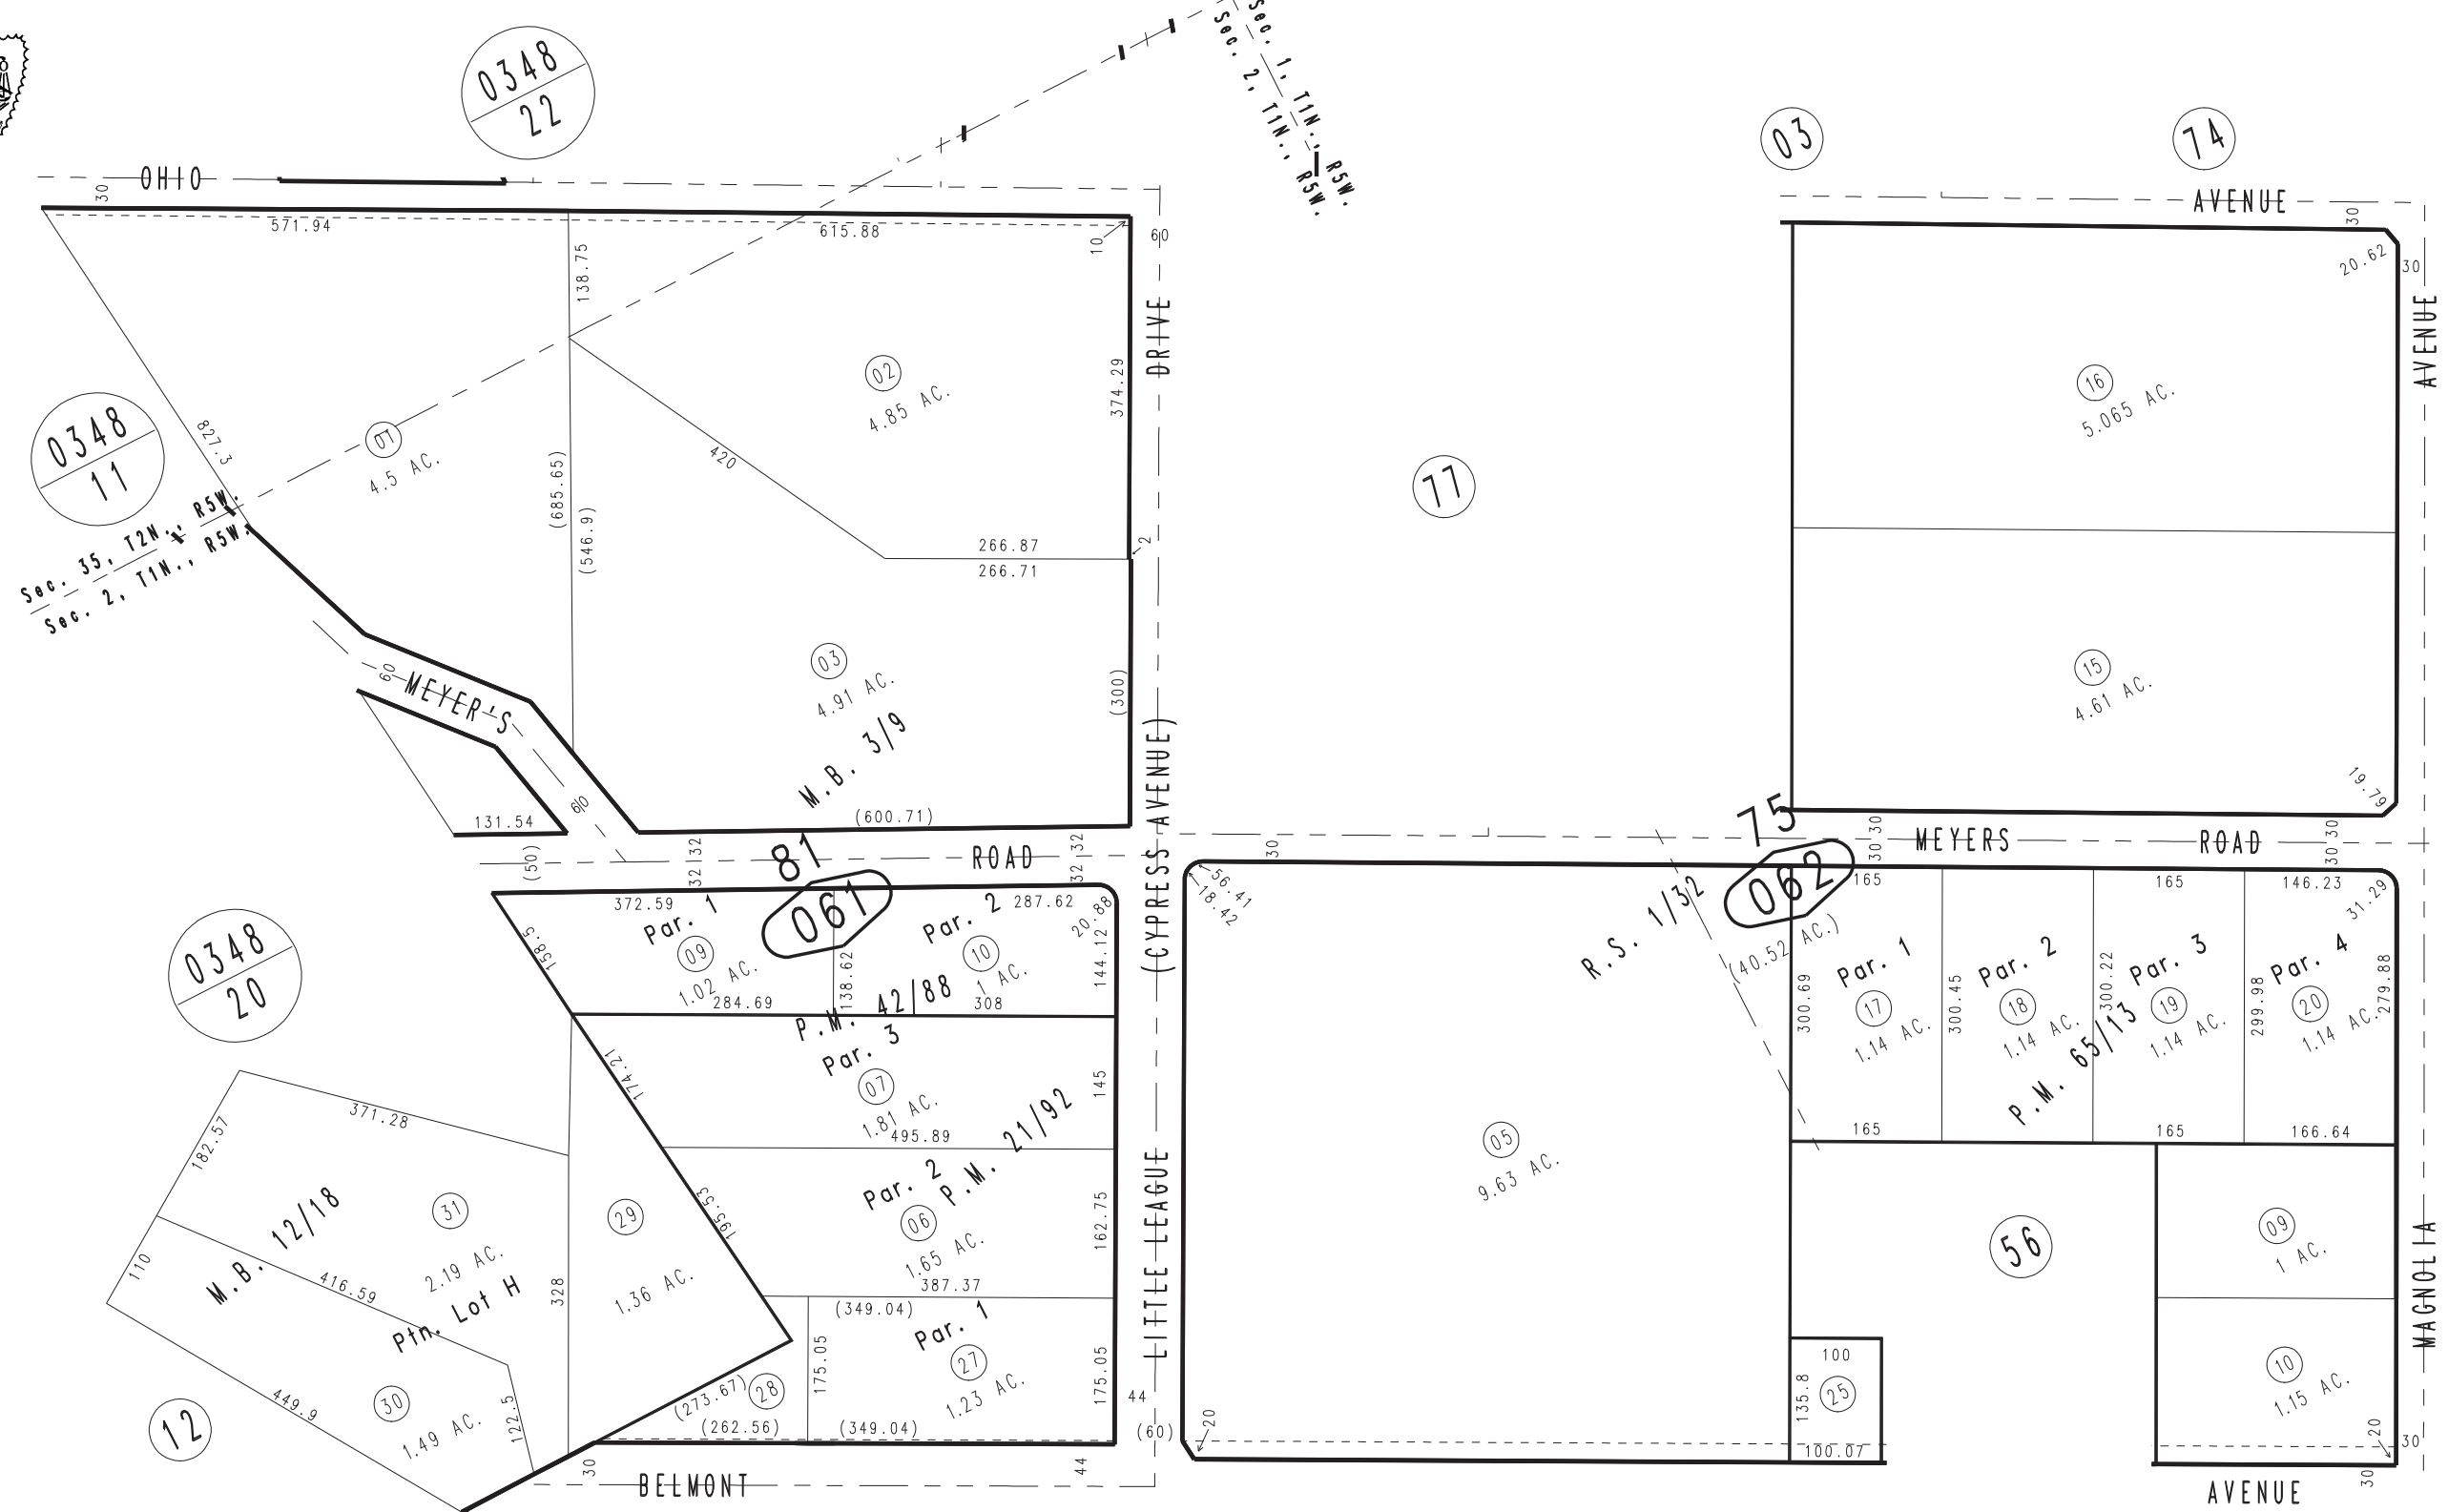 0348
22
Sec. 1, T1N., R5W.
Sec. 2, T1N., R5W.
03
74
OHIO
AVENUE
30
30
571.94
615.88
10
60
20.62
30
138.75
DRIVE
AVENUE
374.29
02
4.85 AC.
16
5.065 AC.
0348
11
827.3
01
4.5 AC.
420
(685.65)
(546.9)
77
266.87
266.71
2
Sec. 35, T2N., R5W.
Sec. 2, T1N., R5W.
03
4.91 AC.
(300)
15
4.61 AC.
60
MEYER'S
M.B. 3/9
60
131.54
(600.71)
(CYPRESS AVENUE)
19.79
75
(50)
32 32
81
ROAD
32 32
30
30 30
MEYERS
ROAD
30 30
061
062
372.59
287.62
20.88
56.41
18.42
R.S. 1/32
(40.52 AC.)
165
165
146.23
31.29
158.5
Par. 1
09
1.02 AC.
284.69
138.62
Par. 2
10
1 AC.
308
144.12
P.M. 42/88
300.69
Par. 1
17
1.14 AC.
300.45
Par. 2
18
1.14 AC.
300.22
Par. 3
19
1.14 AC.
299.98
Par. 4
20
1.14 AC.
279.88
P.M. 65/13
0348
20
174.21
Par. 3
07
1.81 AC.
495.89
145
P.M. 21/92
165
165
166.64
371.28
182.57
05
9.63 AC.
M.B. 12/18
31
2.19 AC.
29
1.36 AC.
195.53
Par. 2
06
1.65 AC.
387.37
162.75
LITTLE LEAGUE
56
09
1 AC.
MAGNOLIA
110
416.59
Ptn. Lot H
328
(349.04)
Par. 1
27
1.23 AC.
175.05
175.05
100
135.8
25
100.07
10
1.15 AC.
12
449.9
30
1.49 AC.
122.5
(273.67)
28
(262.56)
(349.04)
44
(60)
20
20
30
30
BELMONT
44
AVENUE
30